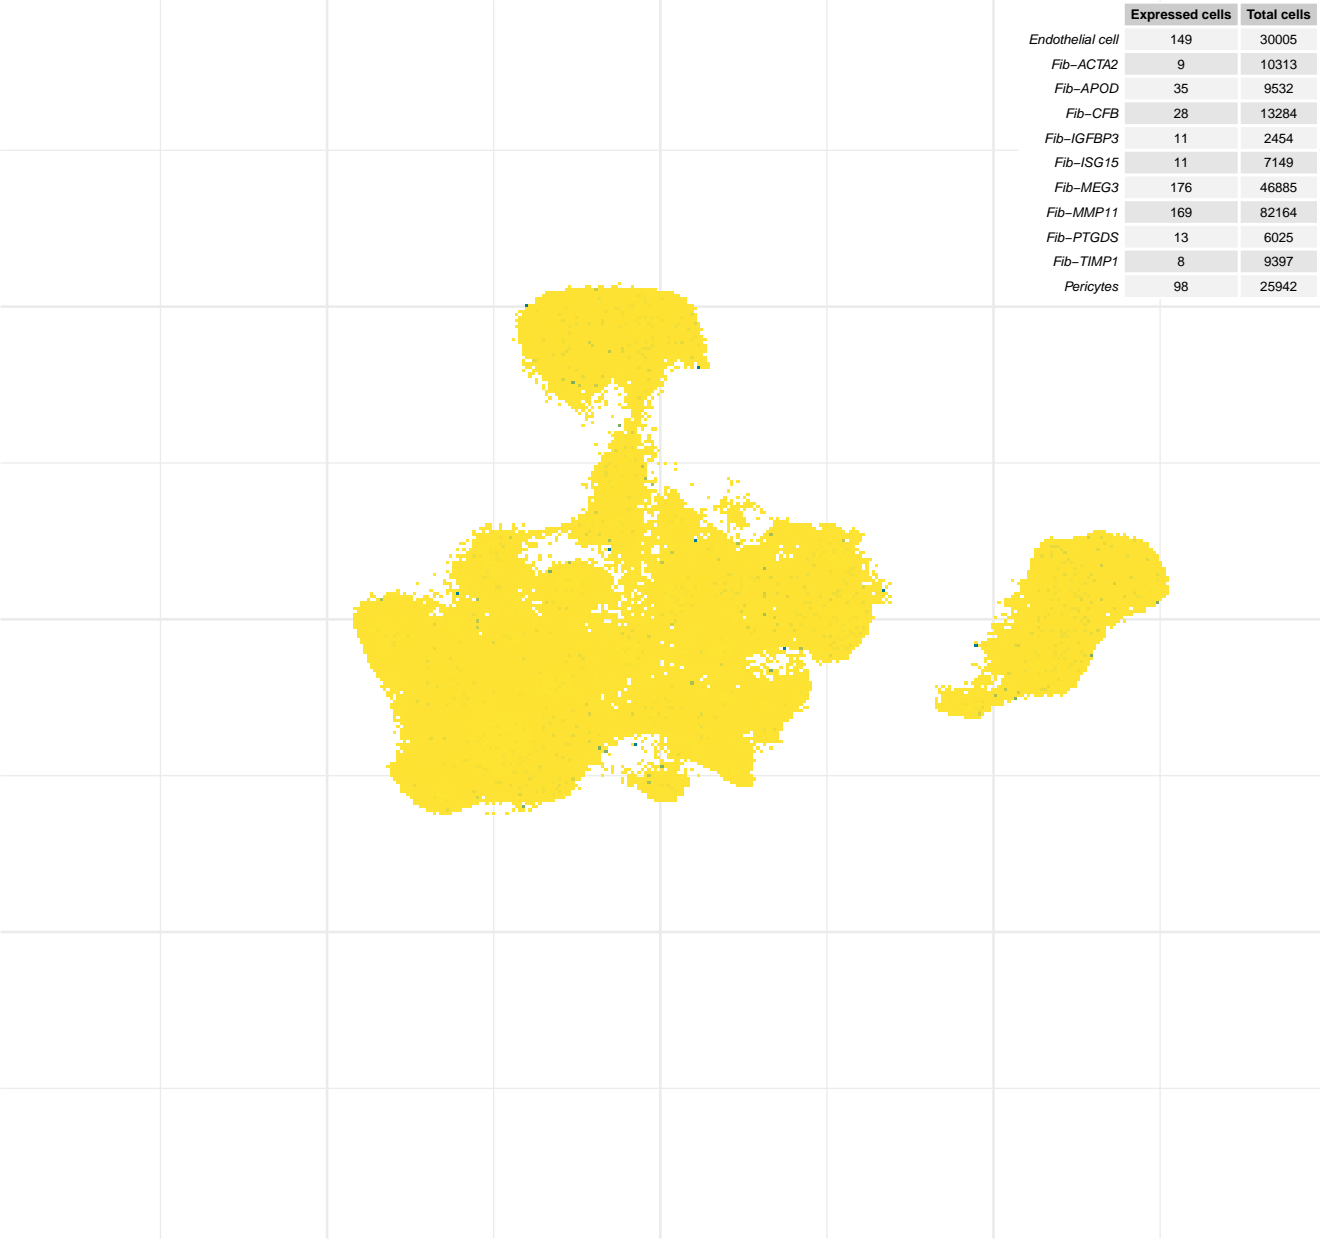 Expressed cells Total cells
Endothelial cell 149 30005
Fib−ACTA2 9 10313
Fib−APOD 35 9532
Fib−CFB 28 13284
Fib−IGFBP3 11 2454
Fib−ISG15 11 7149
Fib−MEG3 176 46885
Fib−MMP11 169 82164
Fib−PTGDS 13 6025
Fib−TIMP1 8 9397
Pericytes 98 25942